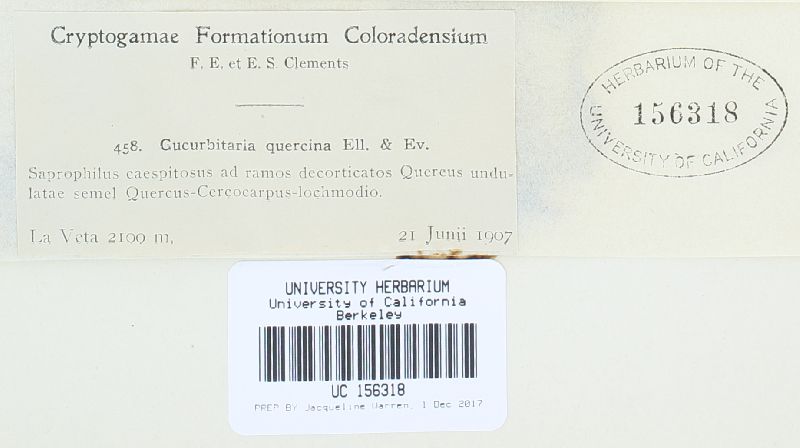 Cryptogamae Formationum Coloradensium
F. E. et E. S. Clements
458. Cucurbitaria quercina Ell. & Ev.
Saprophilus caespitosus ad ramos decorticatos Quercus undu-
latae semel Quercus-Cercocarpus-lochmodio.
La Veta 2100 m, 21 Junii 1907
HERBARIUM OF THE
156318
UNIVERSITY OF CALIFORNIA
UNIVERSITY HERBARIUM
University of California
Berkeley
UC 156318
PREP BY Jacqueline Warren, 1 Dec 2017